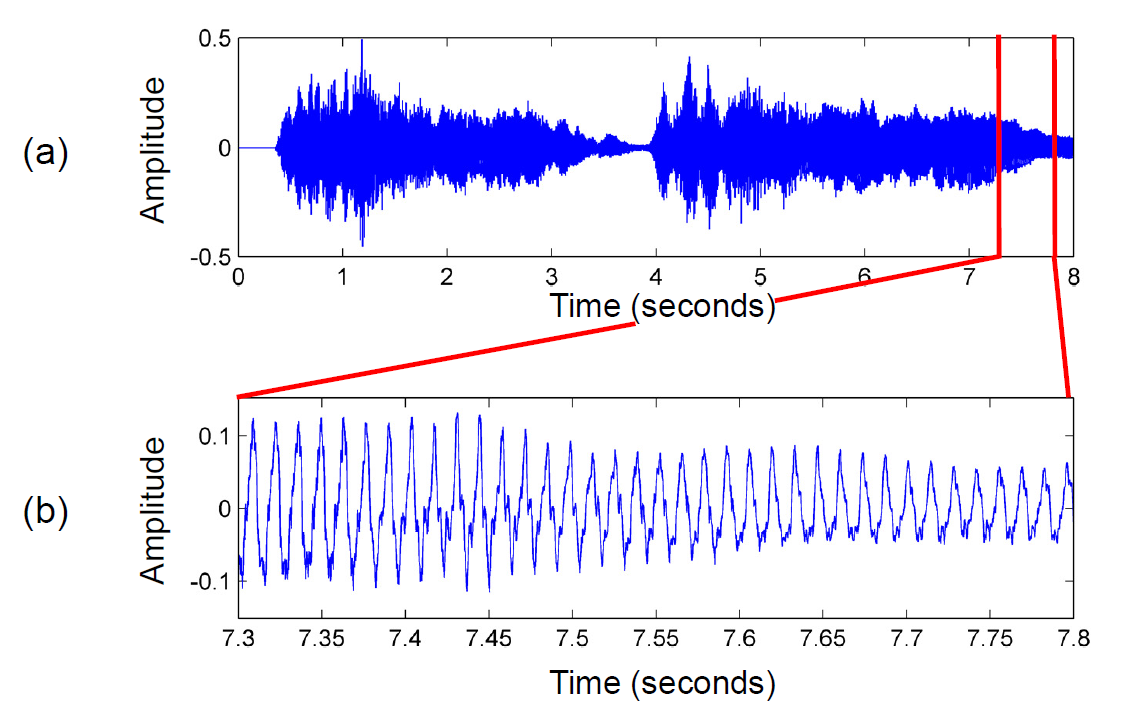 (a)
Amplitude
0.5
0
-0.5
0 1 2 3 4 5 6 7 8
Time (seconds)
(b)
Amplitude
0.1
0
-0.1
7.3 7.35 7.4 7.45 7.5 7.55 7.6 7.65 7.7 7.75 7.8
Time (seconds)